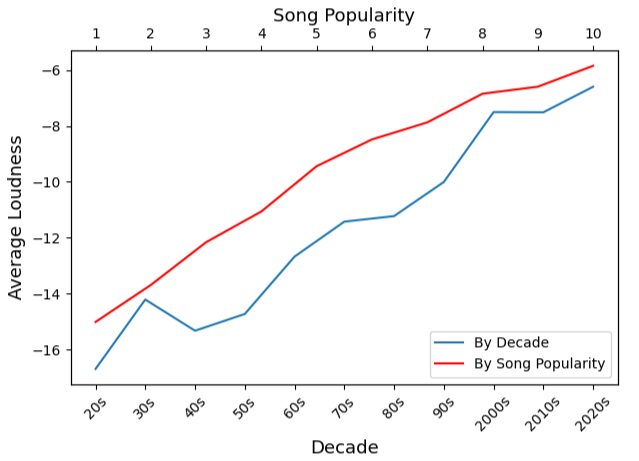 Song Popularity
1 2 3 4 5 6 7 8 9 10
Average Loudness
−6
−8
−10
−12
−14
−16
By Decade
By Song Popularity
20s 30s 40s 50s 60s 70s 80s 90s 2000s 2010s 2020s
Decade